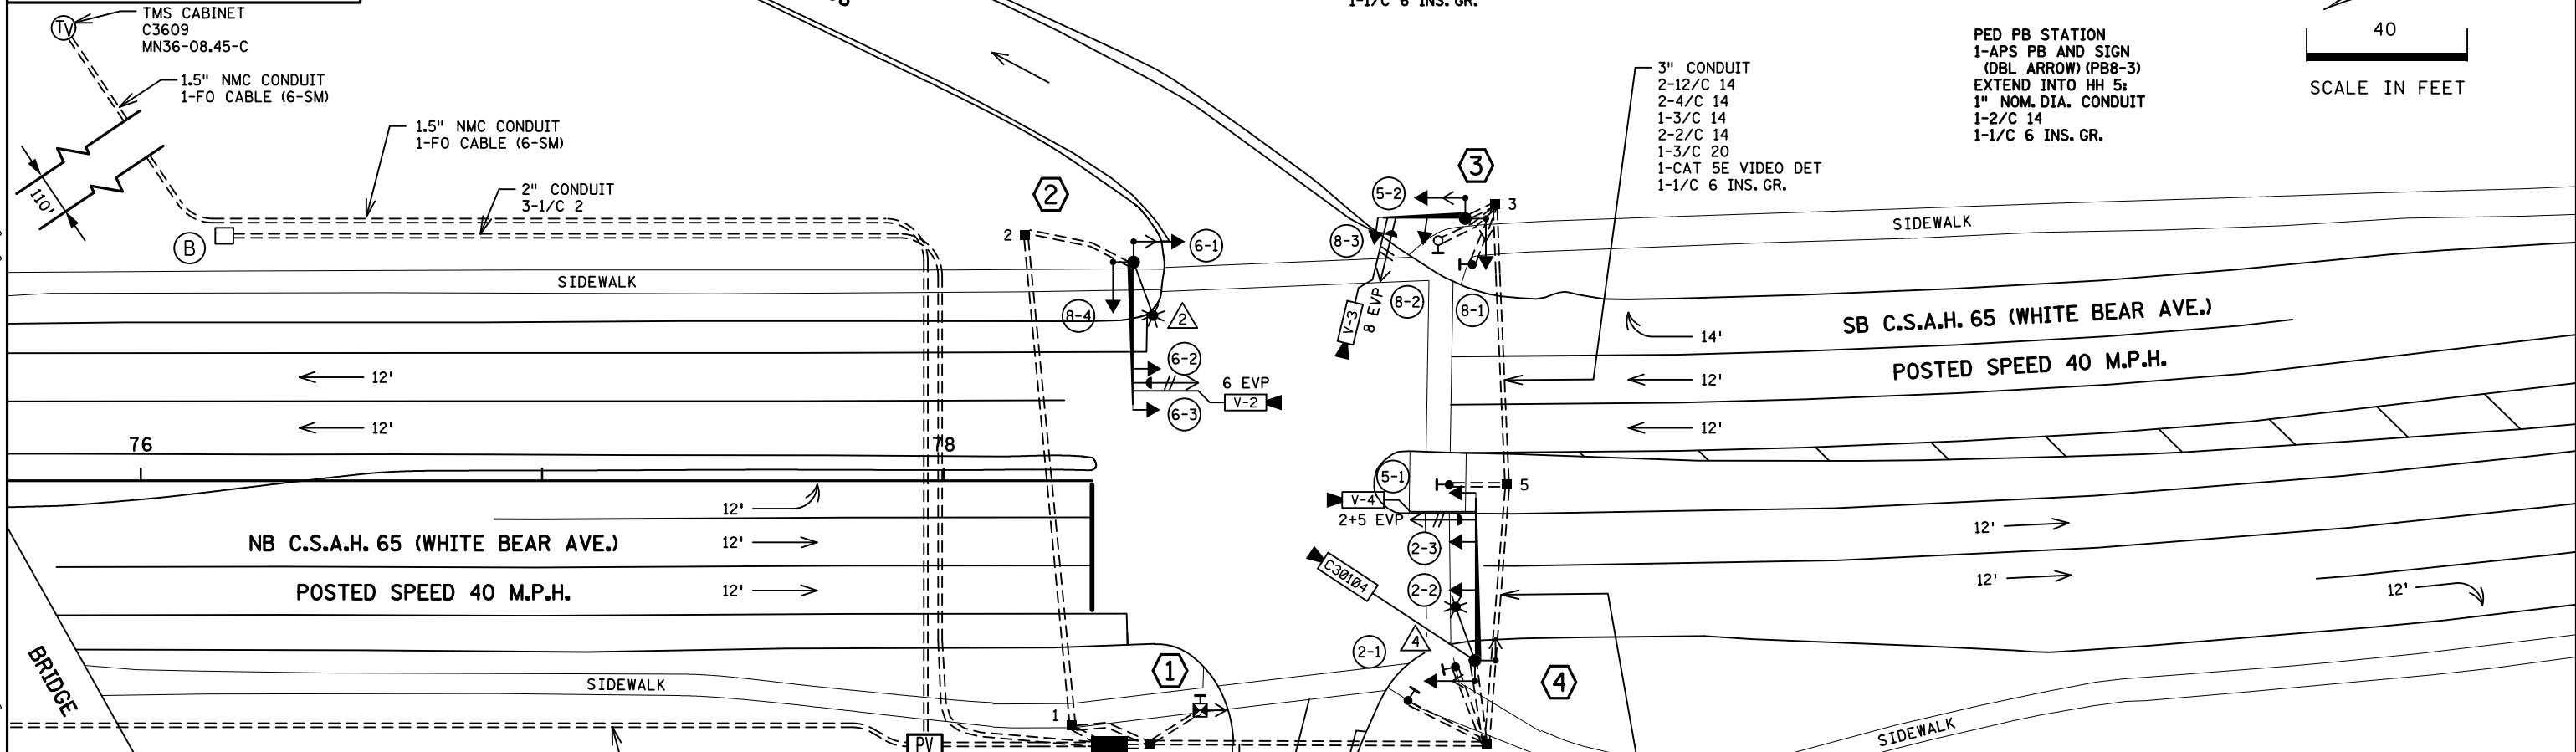 1-1/C 6 INS. GR.
TV
TMS CABINET
C3609
MN36-08.45-C
1.5" NMC CONDUIT
1-FO CABLE (6-SM)
1.5" NMC CONDUIT
1-FO CABLE (6-SM)
2" CONDUIT
3-1/C 2
110'
B
SIDEWALK
2
2
6-1
8-4
2
6-2
6 EVP
V-2
6-3
3
5-2
3
8-3
8-2
8-1
V-3
8 EVP
3" CONDUIT
2-12/C 14
2-4/C 14
1-3/C 14
2-2/C 14
1-3/C 20
1-CAT 5E VIDEO DET
1-1/C 6 INS. GR.
PED PB STATION
1-APS PB AND SIGN
(DBL ARROW) (PB8-3)
EXTEND INTO HH 5:
1" NOM. DIA. CONDUIT
1-2/C 14
1-1/C 6 INS. GR.
40
SCALE IN FEET
SIDEWALK
SB C.S.A.H. 65 (WHITE BEAR AVE.)
POSTED SPEED 40 M.P.H.
14'
12'
12'
12'
12'
76
78
5-1
5
V-4
2+5 EVP
2-3
2-2
C30104
4
2-1
4
12'
12'
12'
NB C.S.A.H. 65 (WHITE BEAR AVE.)
POSTED SPEED 40 M.P.H.
12'
12'
12'
BRIDGE
SIDEWALK
1
1
PV
SIDEWALK